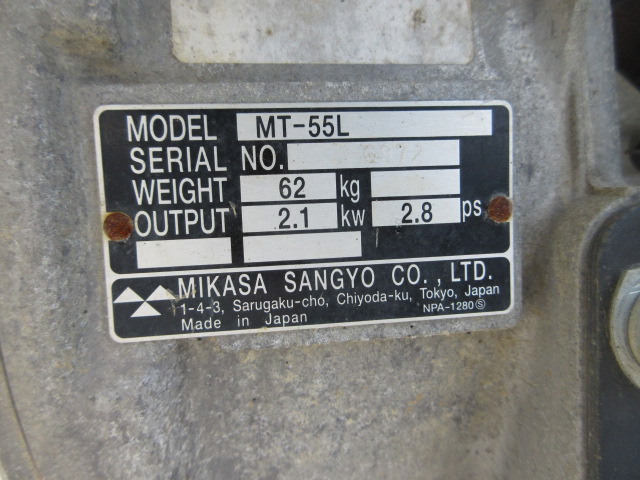 MODEL MT-55L
SERIAL NO.
WEIGHT 62 kg
OUTPUT 2.1 kw 2.8 ps
MIKASA SANGYO CO., LTD.
1-4-3, Sarugaku-cho, Chiyoda-ku, Tokyo, Japan
Made in Japan NPA-1280Ⓢ